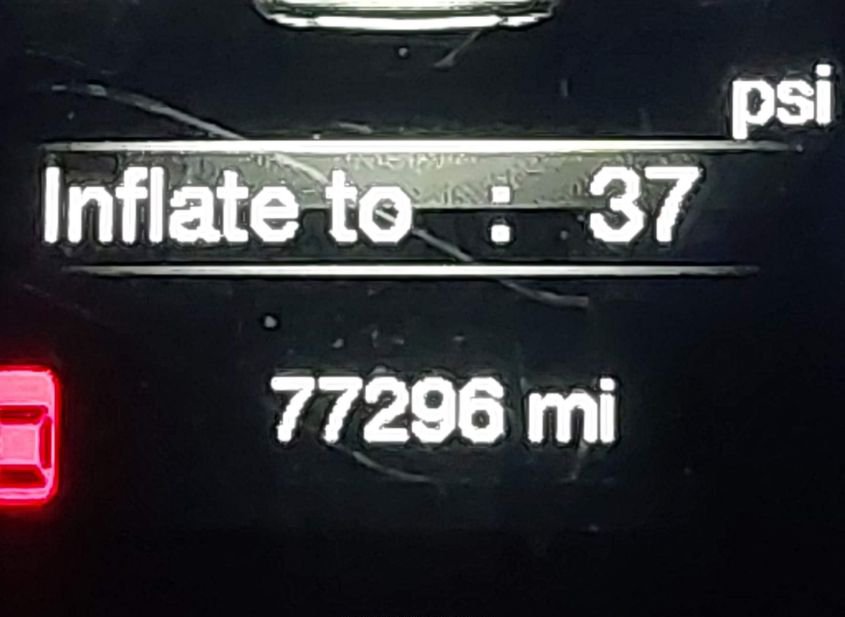 psi
Inflate to : 37
77296 mi